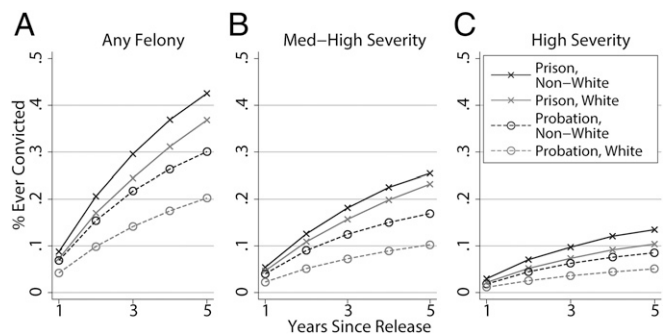 A
Any Felony
% Ever Convicted
.5
.4
.3
.2
.1
0
1
3
5
B
Med–High Severity
.5
.4
.3
.2
.1
0
1
3
5
Years Since Release
C
High Severity
.5
.4
.3
.2
.1
0
1
3
5
Prison,
Non–White
Prison, White
Probation,
Non–White
Probation, White